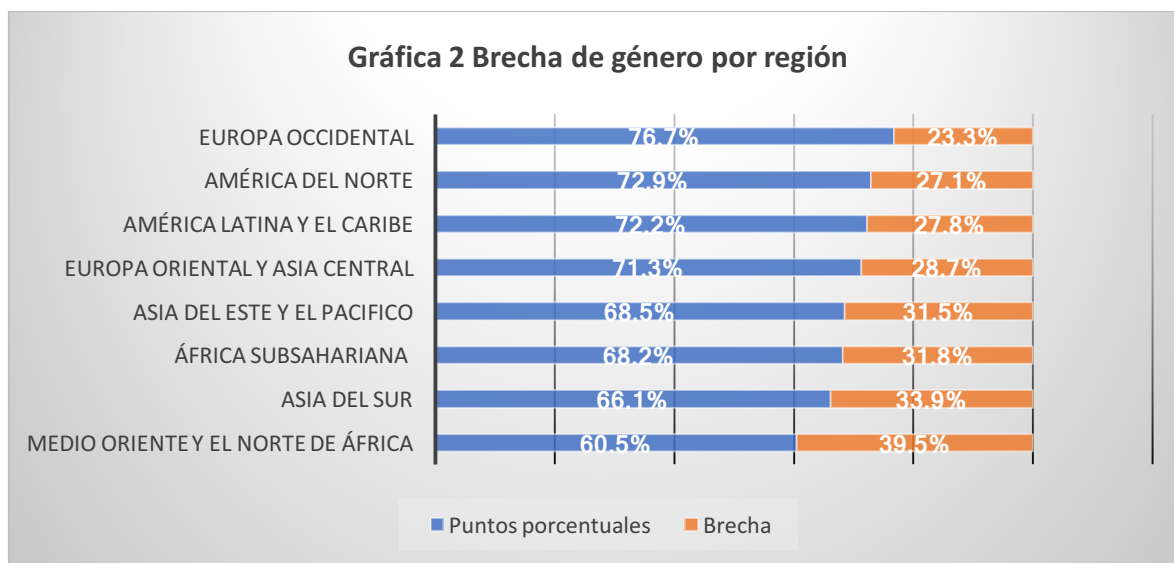 Gráfica 2 Brecha de género por región
EUROPA OCCIDENTAL 76.7% 23.3%
AMÉRICA DEL NORTE 72.9% 27.1%
AMÉRICA LATINA Y EL CARIBE 72.2% 27.8%
EUROPA ORIENTAL Y ASIA CENTRAL 71.3% 28.7%
ASIA DEL ESTE Y EL PACIFICO 68.5% 31.5%
ÁFRICA SUBSAHARIANA 68.2% 31.8%
ASIA DEL SUR 66.1% 33.9%
MEDIO ORIENTE Y EL NORTE DE ÁFRICA 60.5% 39.5%
Puntos porcentuales Brecha